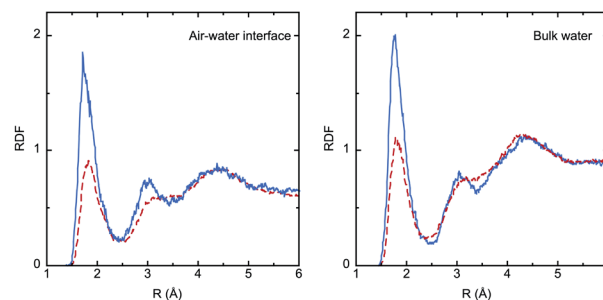 Air-water interface
2
1
0
RDF
1 2 3 4 5 6
R (Å)
Bulk water
2
1
0
RDF
1 2 3 4 5
R (Å)